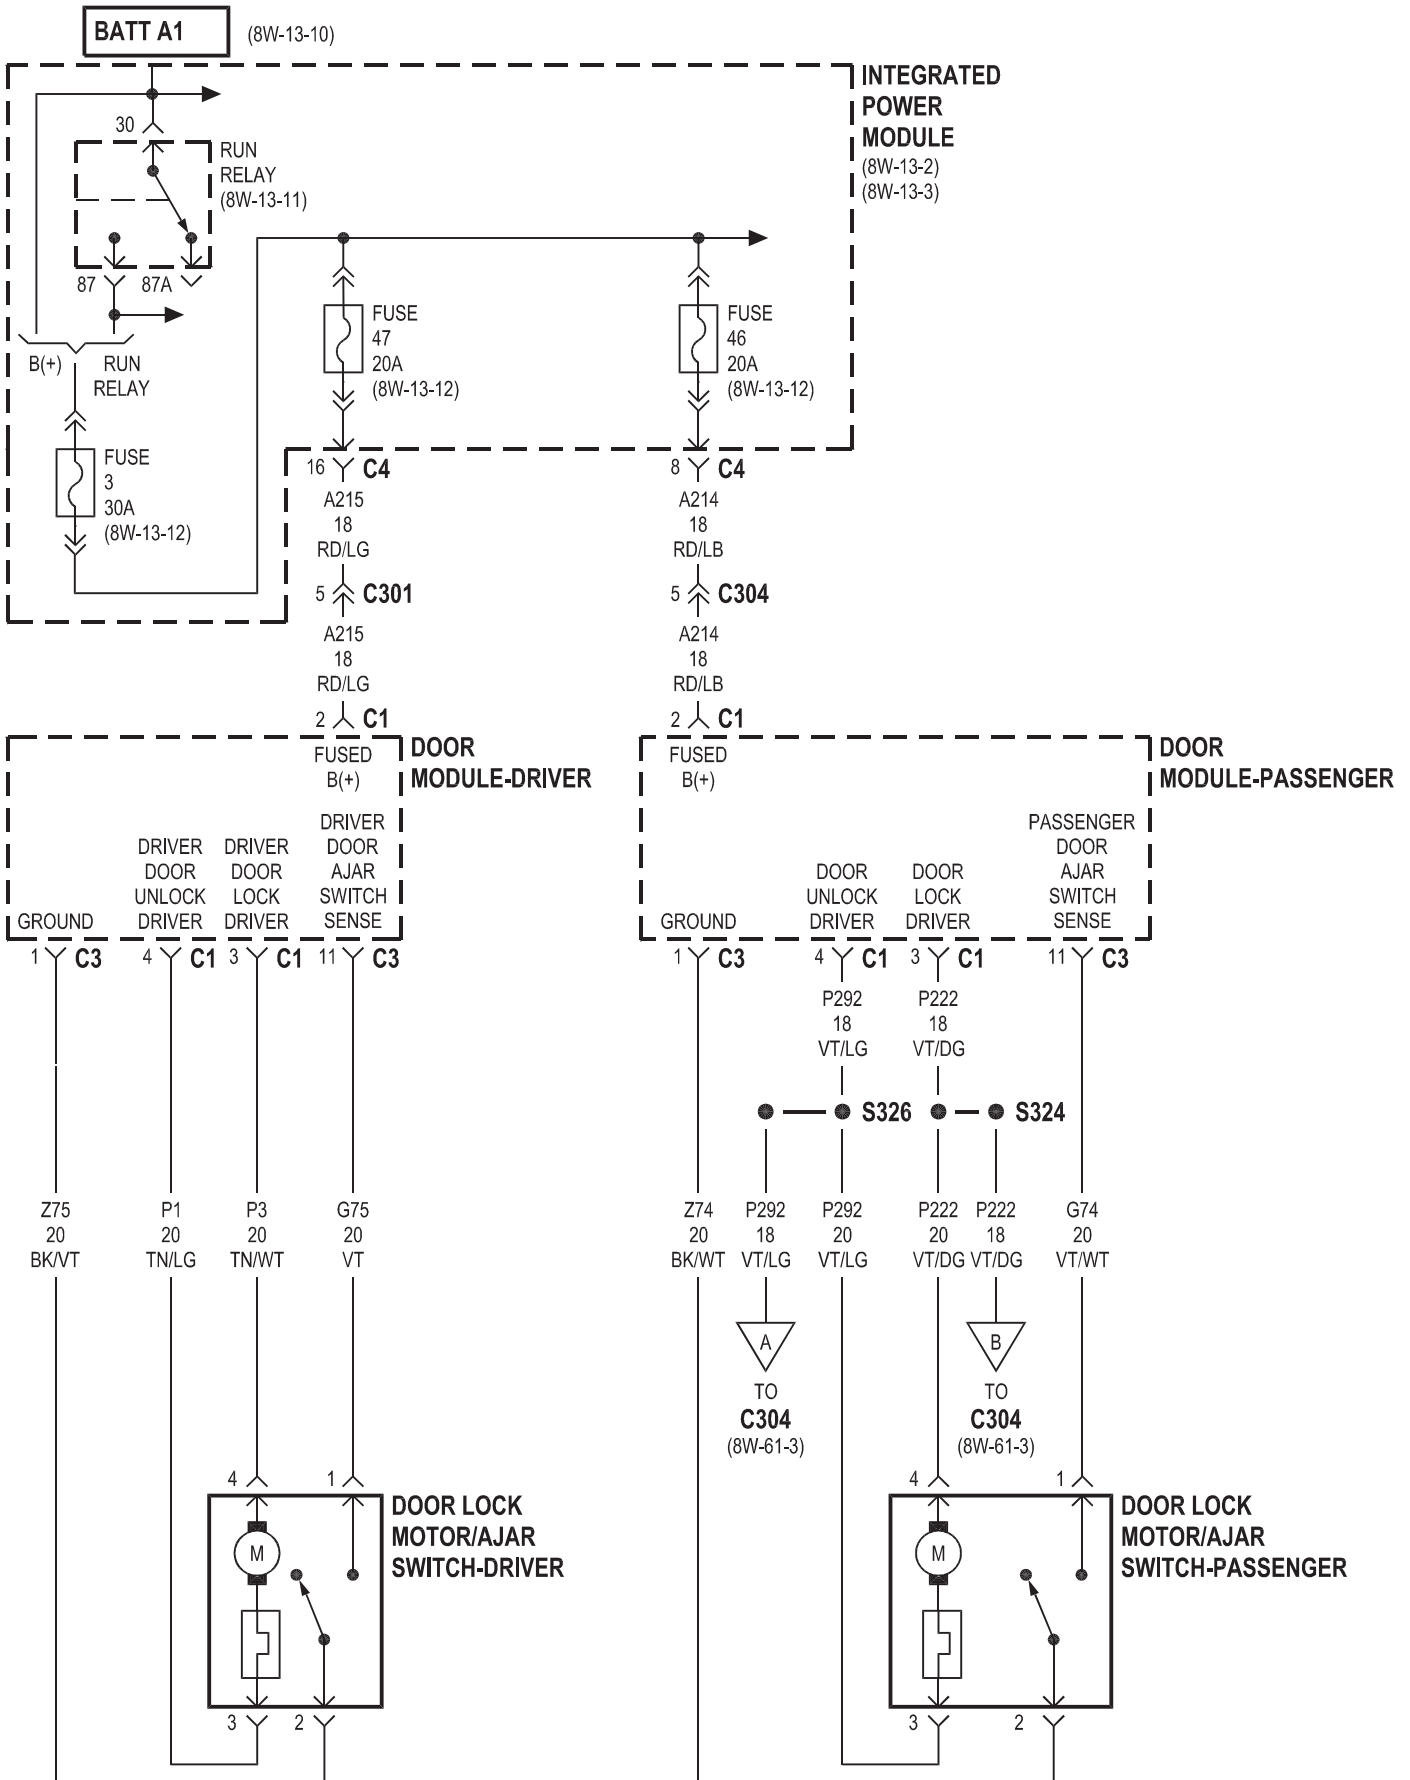 BATT A1
(8W-13-10)
INTEGRATED
POWER
MODULE
(8W-13-2)
(8W-13-3)
30
RUN
RELAY
(8W-13-11)
87
87A
B(+)
RUN
RELAY
FUSE
47
20A
(8W-13-12)
FUSE
46
20A
(8W-13-12)
FUSE
3
30A
(8W-13-12)
16
C4
8
C4
A215
18
RD/LG
A214
18
RD/LB
5
C301
5
C304
A215
18
RD/LG
A214
18
RD/LB
2
C1
2
C1
DOOR
MODULE-DRIVER
FUSED
B(+)
GROUND
DRIVER
DOOR
UNLOCK
DRIVER
DRIVER
DOOR
LOCK
DRIVER
DRIVER
DOOR
AJAR
SWITCH
SENSE
DOOR
MODULE-PASSENGER
FUSED
B(+)
GROUND
DOOR
UNLOCK
DRIVER
DOOR
LOCK
DRIVER
PASSENGER
DOOR
AJAR
SWITCH
SENSE
1
C3
4
C1
3
C1
11
C3
1
C3
4
C1
3
C1
11
C3
P292
18
VT/LG
P222
18
VT/DG
S326
S324
Z75
20
BK/VT
P1
20
TN/LG
P3
20
TN/WT
G75
20
VT
Z74
20
BK/WT
P292
18
VT/LG
P292
20
VT/LG
P222
20
VT/DG
P222
18
VT/DG
G74
20
VT/WT
A
TO
C304
(8W-61-3)
B
TO
C304
(8W-61-3)
4
1
DOOR LOCK
MOTOR/AJAR
SWITCH-DRIVER
M
3
2
4
1
DOOR LOCK
MOTOR/AJAR
SWITCH-PASSENGER
M
3
2